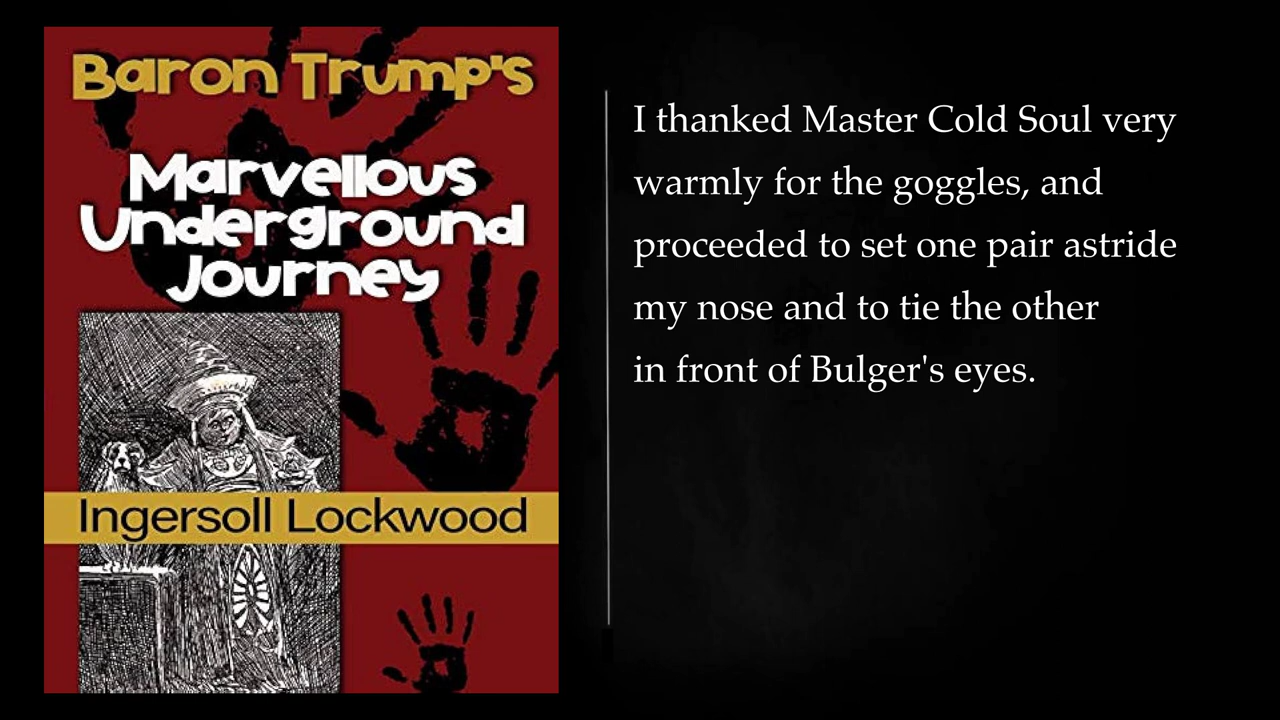 Baron Trump's
Marvellous
Underground
Journey
Ingersoll Lockwood
I thanked Master Cold Soul very
warmly for the goggles, and
proceeded to set one pair astride
my nose and to tie the other
in front of Bulger's eyes.